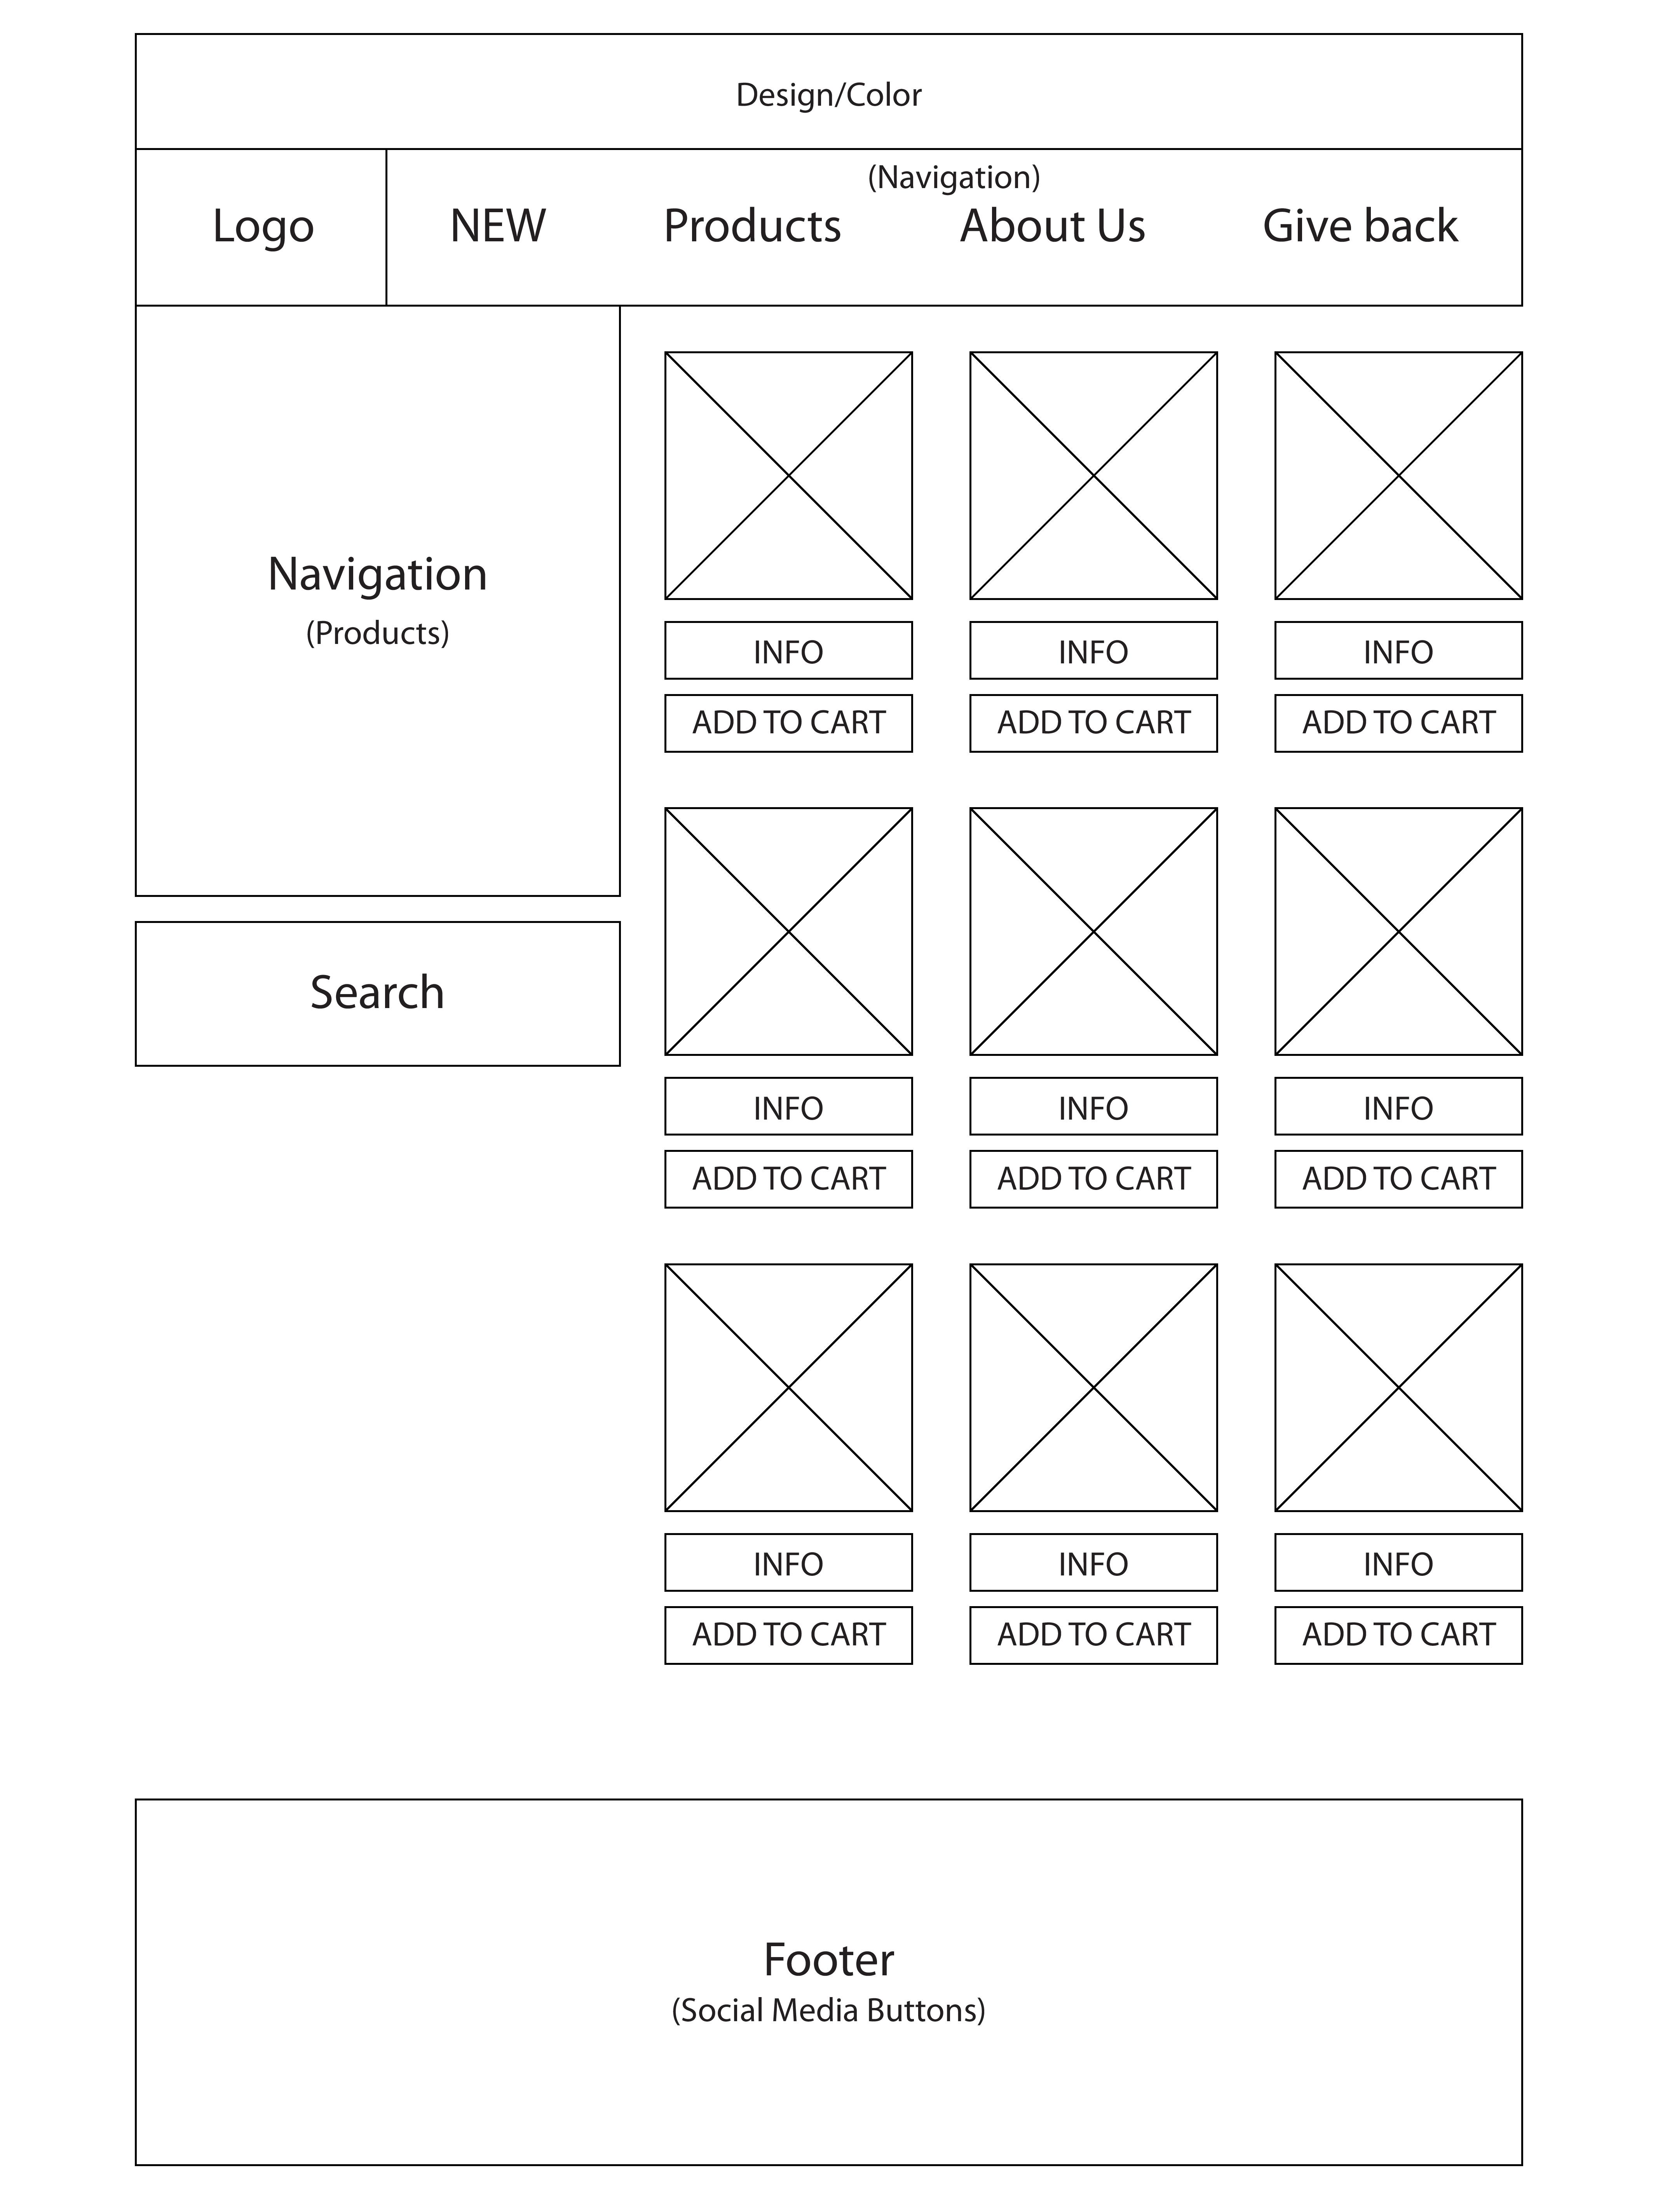 Design/Color
(Navigation)
Logo NEW Products About Us Give back
Navigation
(Products)
INFO INFO INFO
ADD TO CART ADD TO CART ADD TO CART
Search
INFO INFO INFO
ADD TO CART ADD TO CART ADD TO CART
INFO INFO INFO
ADD TO CART ADD TO CART ADD TO CART
Footer
(Social Media Buttons)